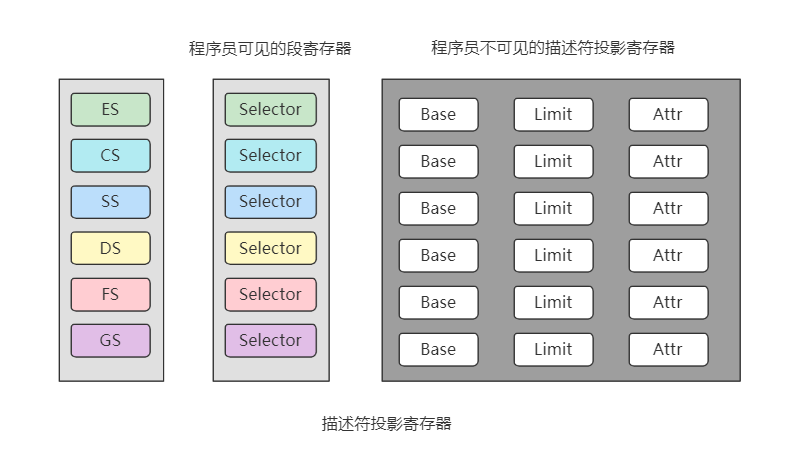 程序员可见的段寄存器 程序员不可见的描述符投影寄存器
ES Selector Base Limit Attr
CS Selector Base Limit Attr
SS Selector Base Limit Attr
DS Selector Base Limit Attr
FS Selector Base Limit Attr
GS Selector Base Limit Attr
描述符投影寄存器